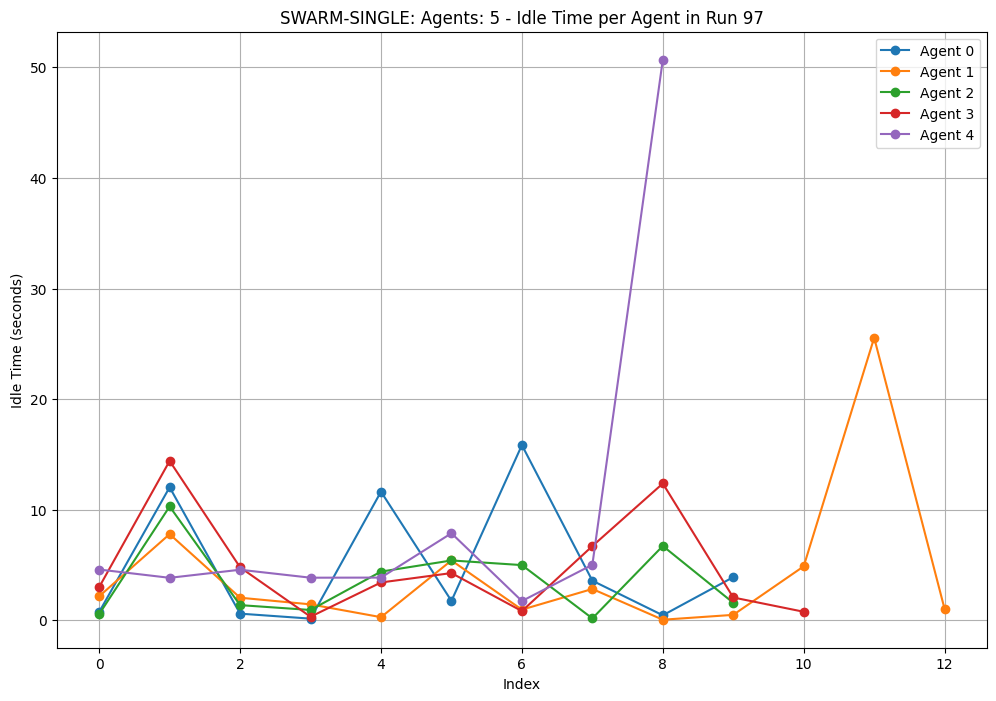 SWARM-SINGLE: Agents: 5 - Idle Time per Agent in Run 97
Agent 0
Agent 1
Agent 2
Agent 3
Agent 4
50
40
30
20
10
0
Idle Time (seconds)
0 2 4 6 8 10 12
Index